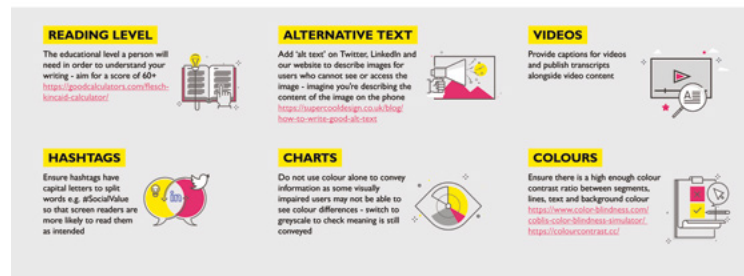 READING LEVEL
The educational level a person will
need in order to understand your
writing - aim for a score of 60+
https://goodcalculators.com/flesch-
kincaid-calculator/
ALTERNATIVE TEXT
Add 'alt text' on Twitter, LinkedIn and
our website to describe images for
users who cannot see or access the
image - imagine you're describing the
content of the image on the phone
https://supercooldesign.co.uk/blog/
how-to-write-good-alt-text
VIDEOS
Provide captions for videos
and publish transcripts
alongside video content
A
HASHTAGS
Ensure hashtags have
capital letters to split
words e.g. #SocialValue
so that screen readers are
more likely to read them
as intended
in
CHARTS
Do not use colour alone to convey
information as some visually
impaired users may not be able to
see colour differences - switch to
greyscale to check meaning is still
conveyed
COLOURS
Ensure there is a high enough colour
contrast ratio between segments,
lines, text and background colour
https://www.color-blindness.com/
coblis-color-blindness-simulator/
https://colourcontrast.cc/